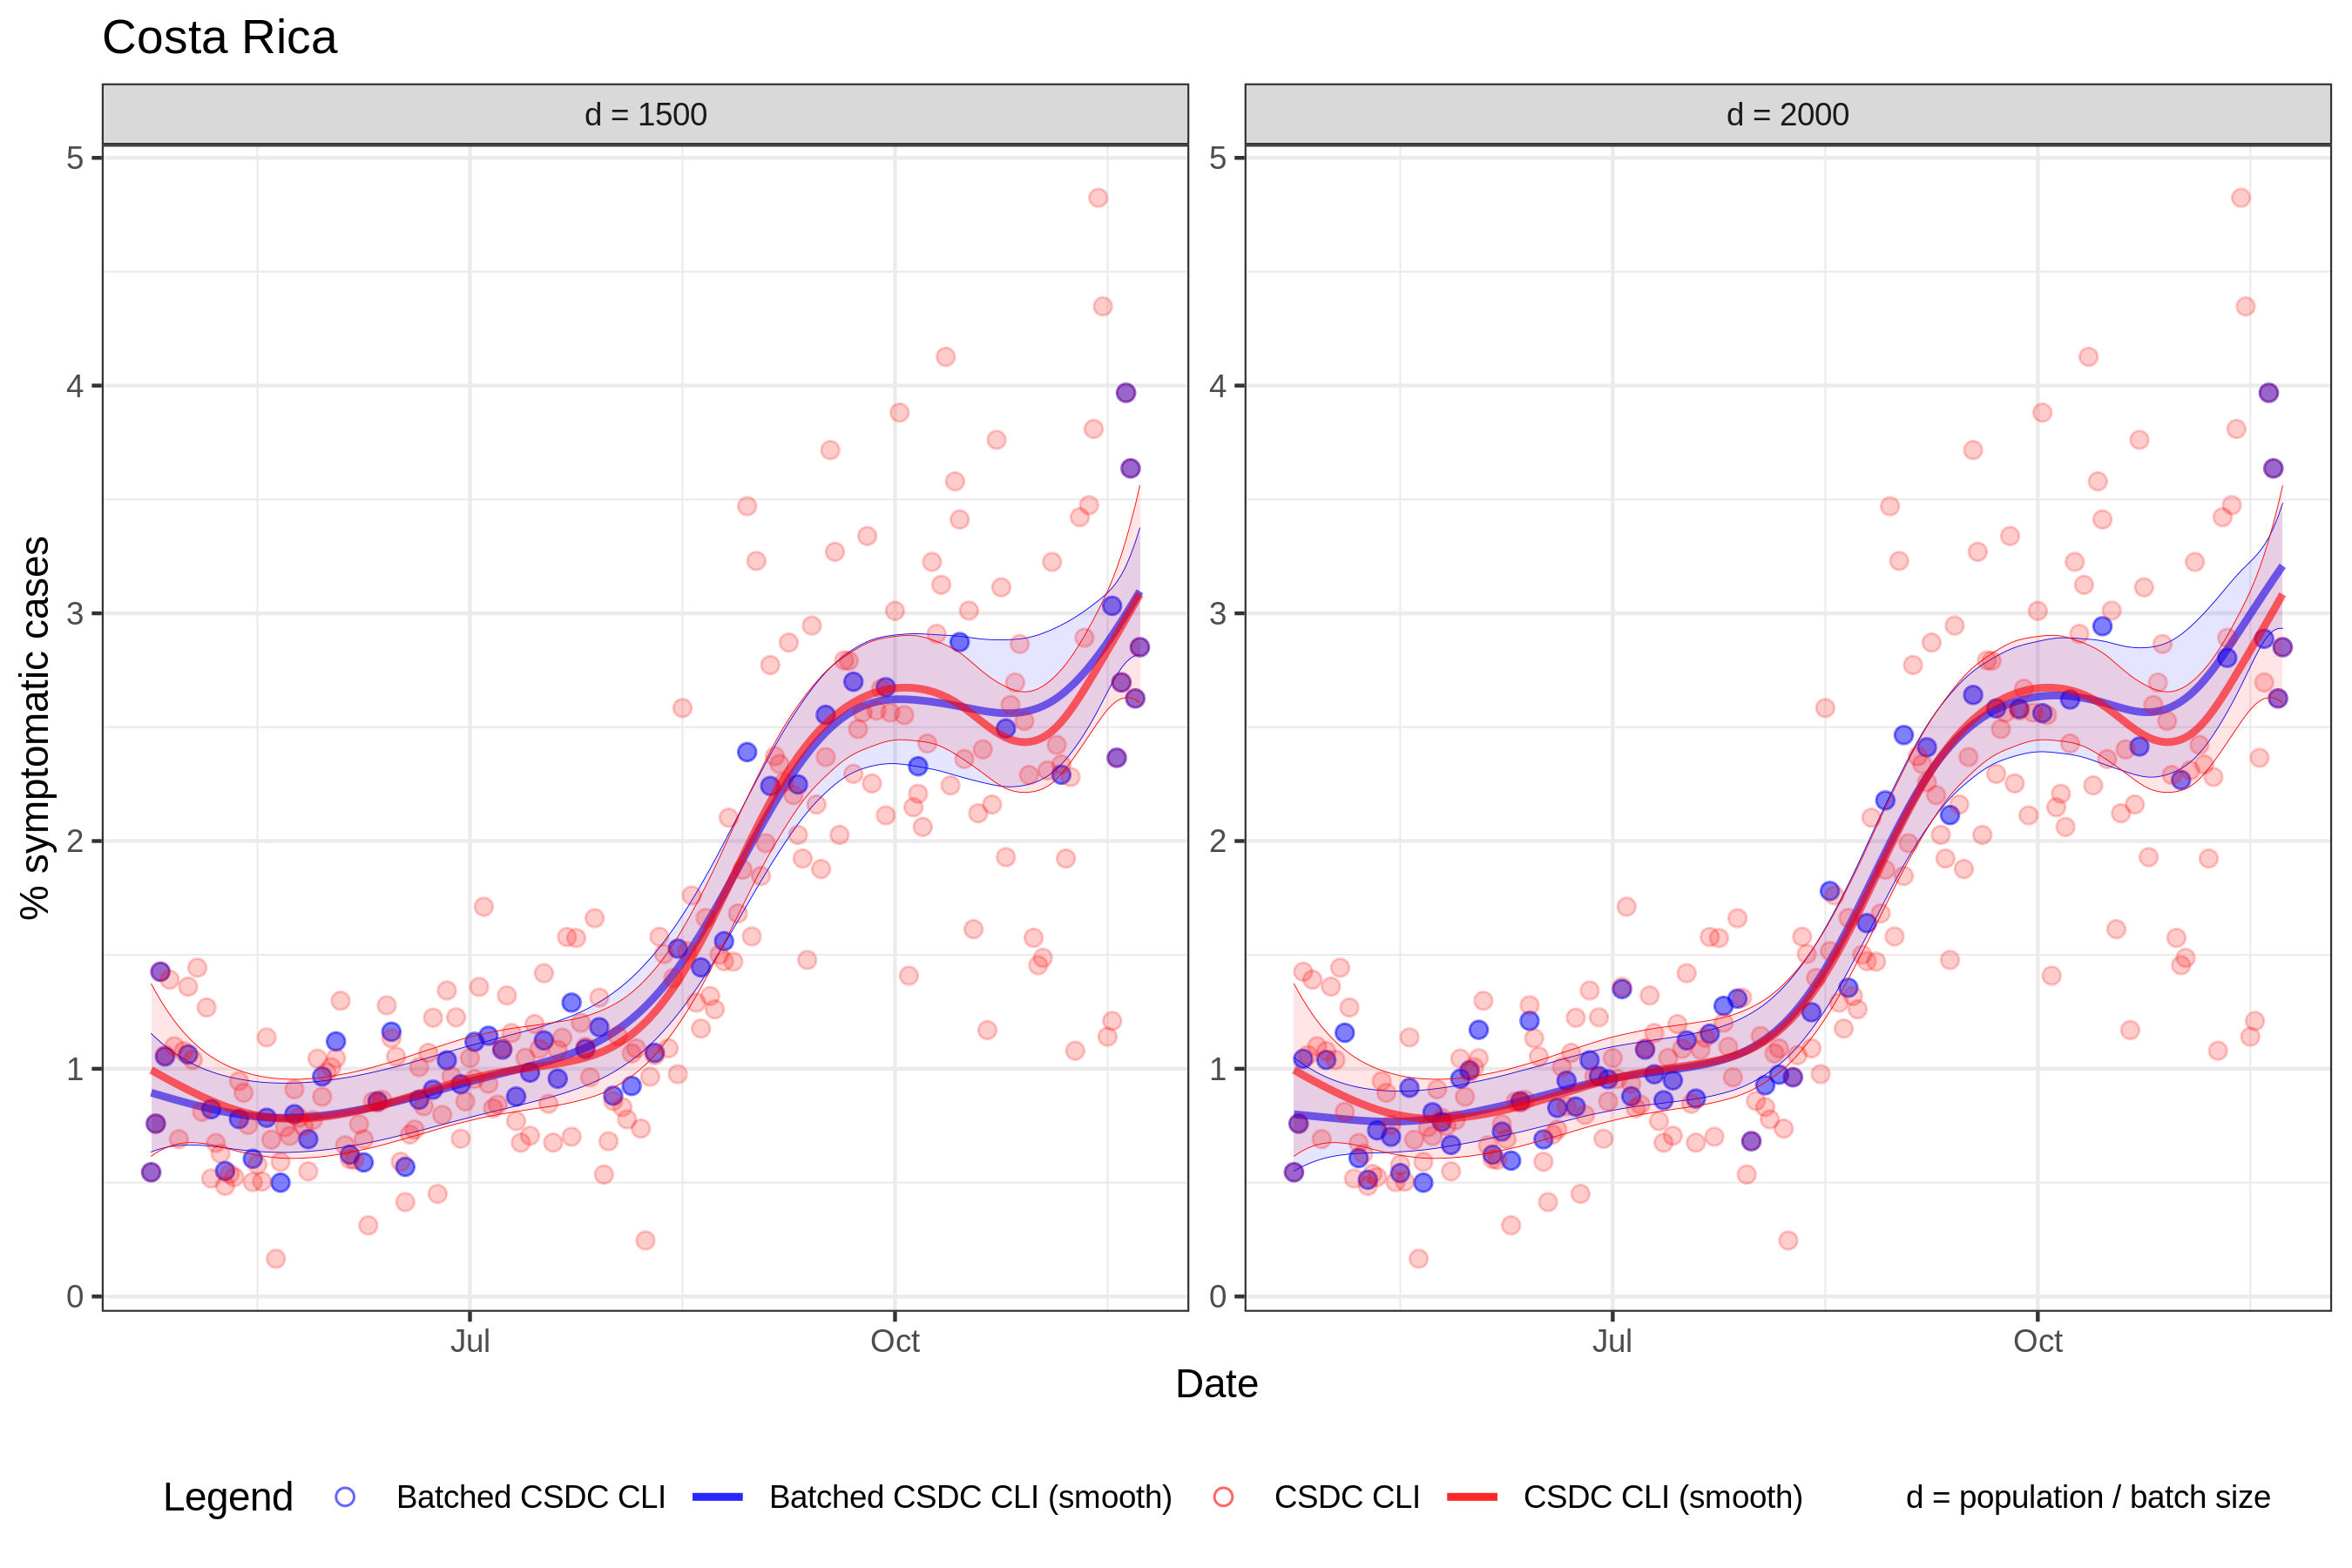 Costa Rica
d = 1500
d = 2000
5
4
3
2
1
0
5
4
3
2
1
0
% symptomatic cases
Jul
Oct
Jul
Oct
Date
Legend Batched CSDC CLI Batched CSDC CLI (smooth) CSDC CLI CSDC CLI (smooth) d = population / batch size